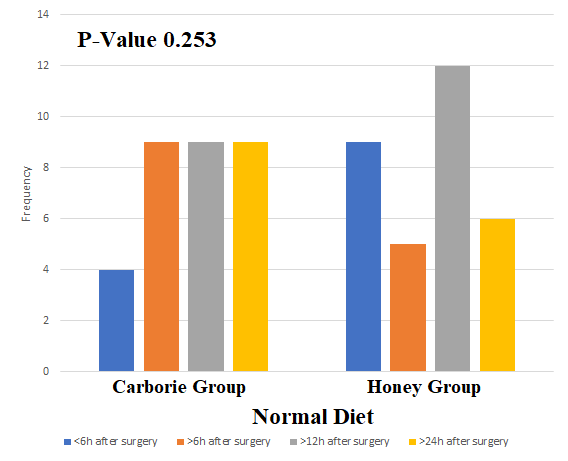 14
P-Value 0.253
12
10
8
6
4
2
0
Frequency
Carborie Group Honey Group
Normal Diet
<6h after surgery >6h after surgery >12h after surgery >24h after surgery